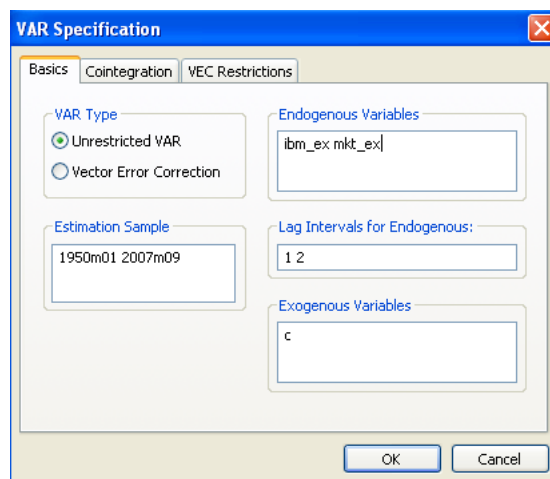 VAR Specification
Basics Cointegration VEC Restrictions
VAR Type
Unrestricted VAR
Vector Error Correction
Endogenous Variables
ibm_ex mkt_ex
Estimation Sample
1950m01 2007m09
Lag Intervals for Endogenous:
1 2
Exogenous Variables
c
OK Cancel